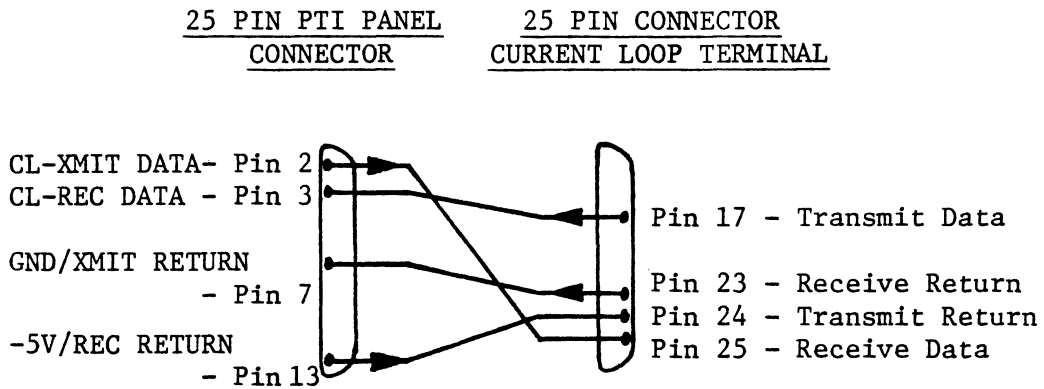 25 PIN PTI PANEL
CONNECTOR
25 PIN CONNECTOR
CURRENT LOOP TERMINAL
CL-XMIT DATA- Pin 2
CL-REC DATA - Pin 3
GND/XMIT RETURN
- Pin 7
-5V/REC RETURN
- Pin 13
Pin 17 - Transmit Data
Pin 23 - Receive Return
Pin 24 - Transmit Return
Pin 25 - Receive Data